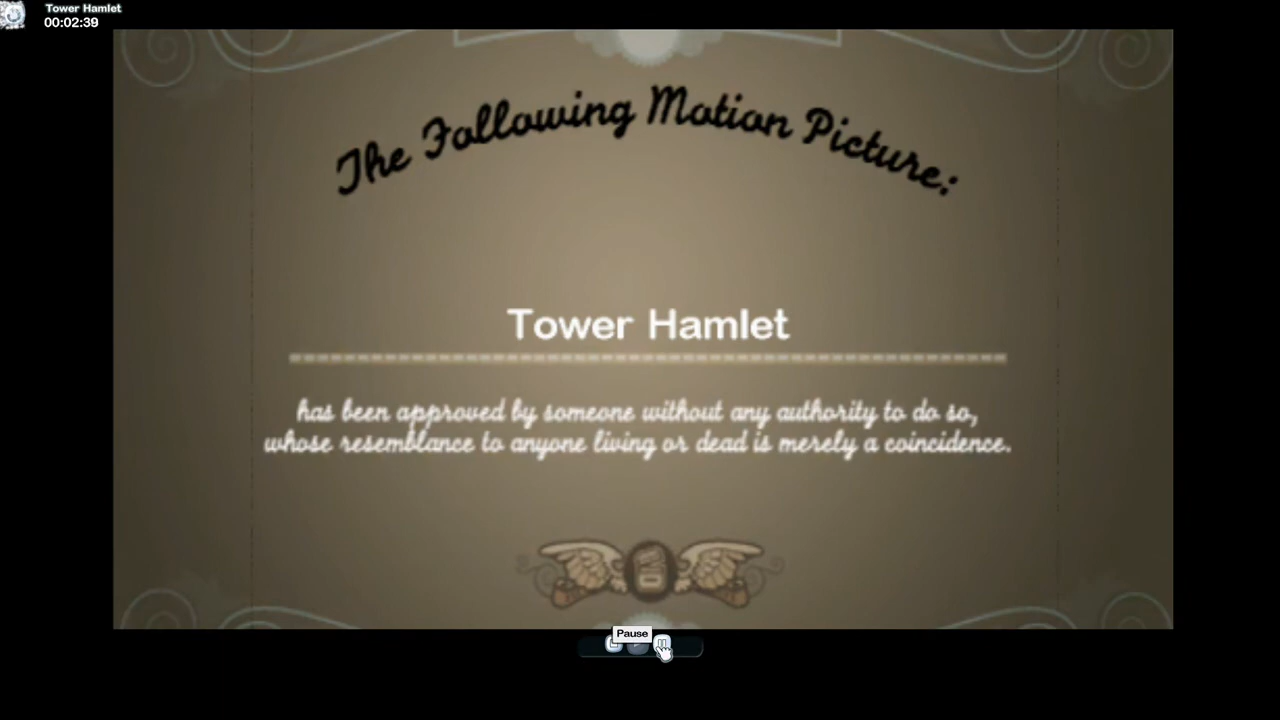 Tower Hamlet
00:02:39
The Following Motion Picture:
Tower Hamlet
has been approved by someone without any authority to do so,
whose resemblance to anyone living or dead is merely a coincidence.
Pause